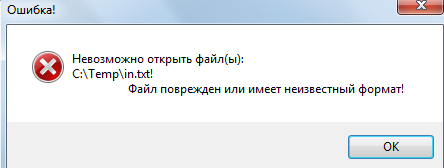 Ошибка!
Невозможно открыть файл(ы):
C:\Temp\in.txt!
Файл поврежден или имеет неизвестный формат!
OK